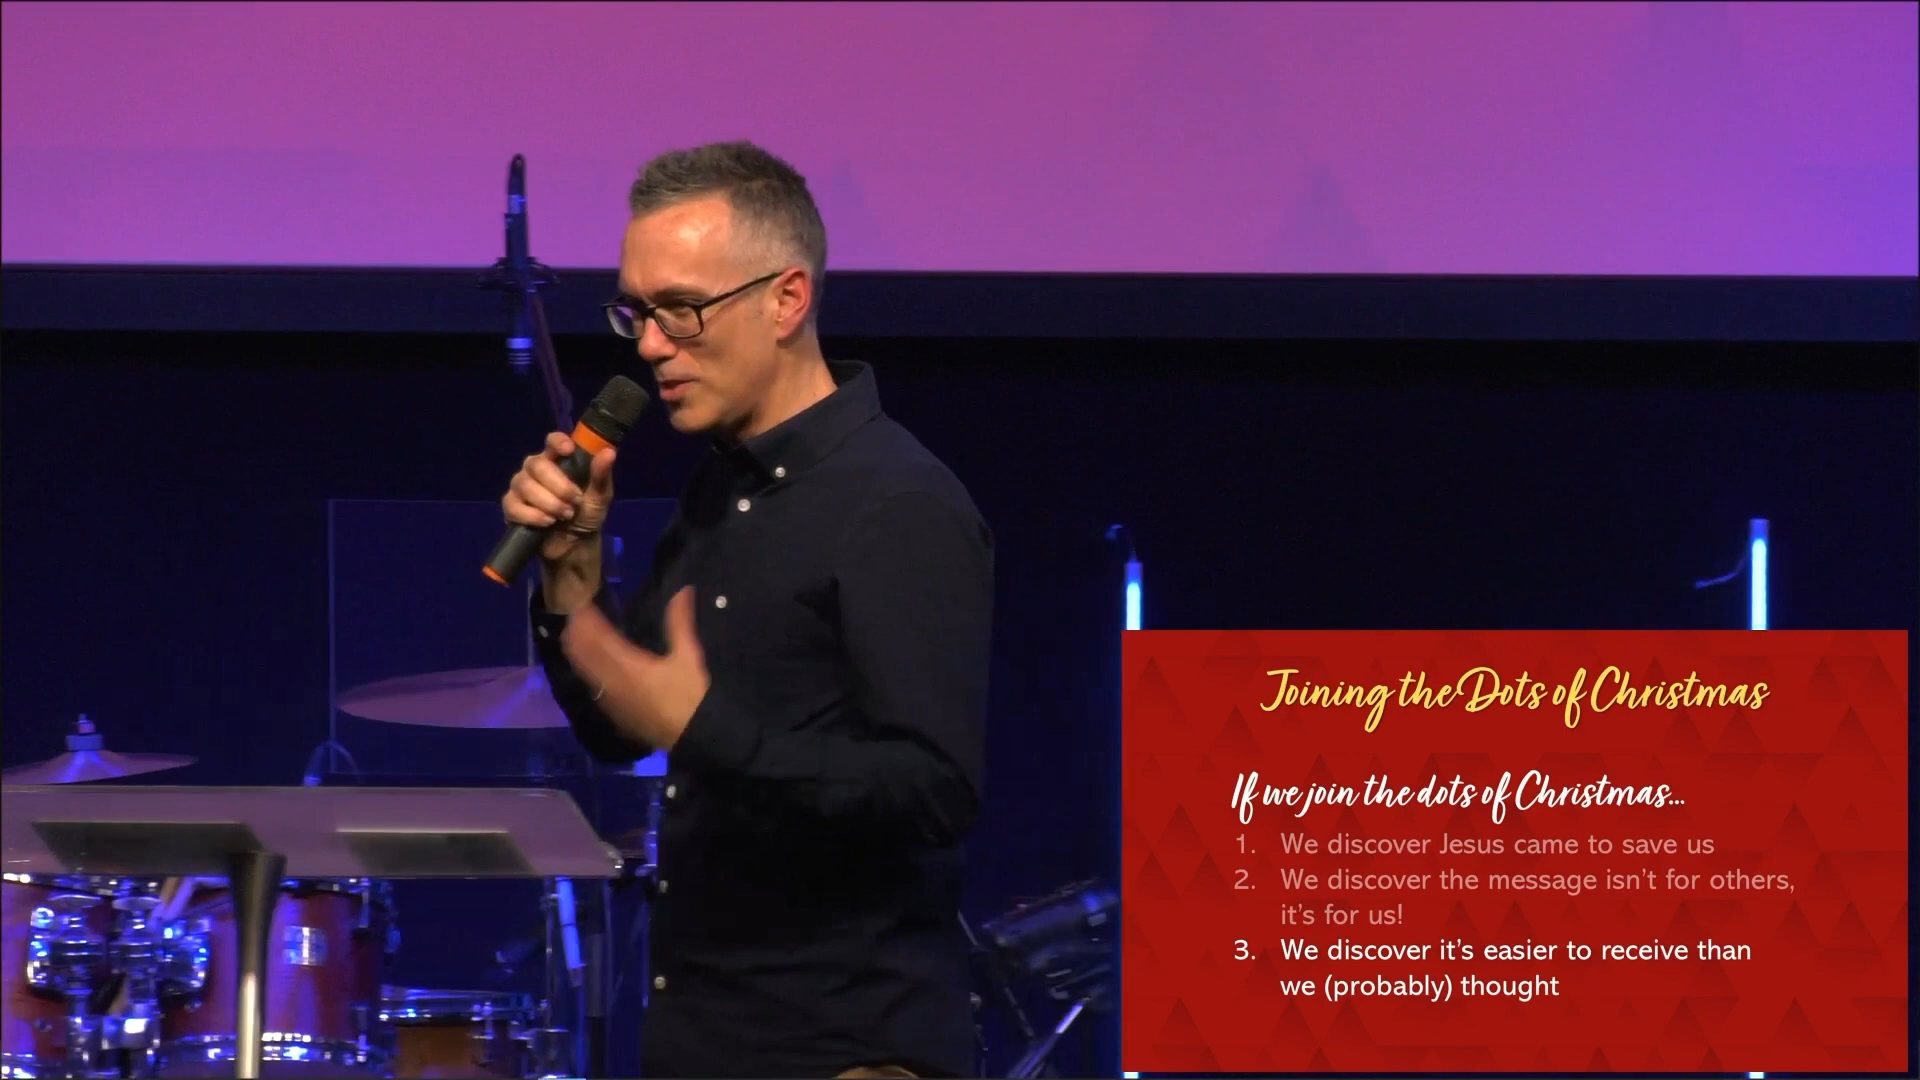 Joining the Dots of Christmas
If we join the dots of Christmas...
1. We discover Jesus came to save us
2. We discover the message isn't for others,
it's for us!
3. We discover it's easier to receive than
we (probably) thought